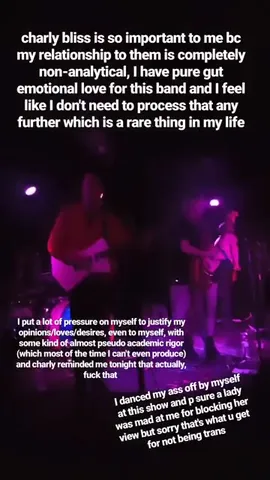 charly bliss is so important to me bc
my relationship to them is completely
non-analytical, I have pure gut
emotional love for this band and I feel
like I don't need to process that any
further which is a rare thing in my life
I put a lot of pressure on myself to justify my
opinions/loves/desires, even to myself, with
some kind of almost pseudo academic rigor
(which most of the time I can't even produce)
and charly reminded me tonight that actually,
fuck that
I danced my ass off by myself
at this show and p sure a lady
was mad at me for blocking her
view but sorry that's what u get
for not being trans